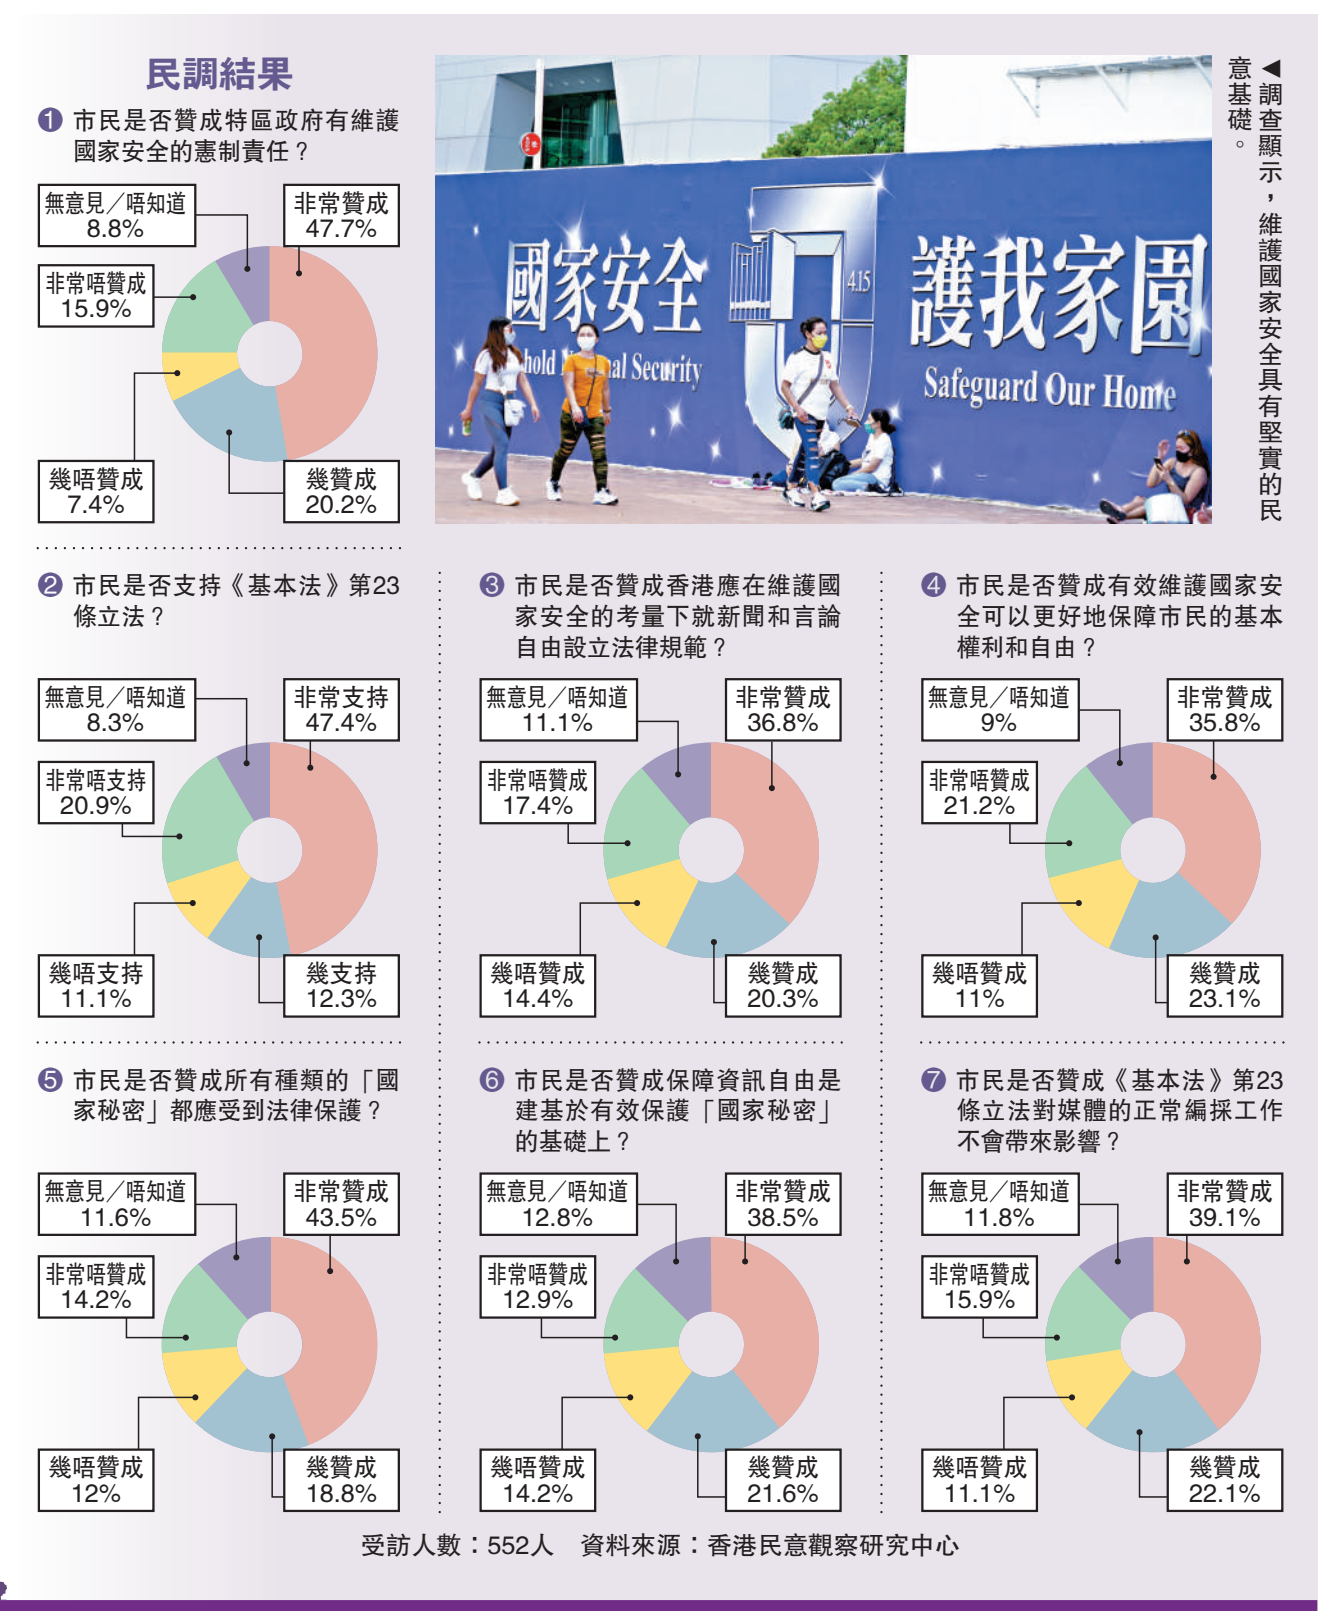 民調結果
❶ 市民是否贊成特區政府有維護
國家安全的憲制責任？
無意見／唔知道
8.8%
非常贊成
47.7%
非常唔贊成
15.9%
幾唔贊成
7.4%
幾贊成
20.2%
國家安全
護我家園
4.15
hold N
nal Security
Safeguard Our Home
STOP
◀調查顯示，維護國家安全具有堅實的民
意基礎。
❷ 市民是否支持《基本法》第23
條立法？
無意見／唔知道
8.3%
非常支持
47.4%
非常唔支持
20.9%
幾唔支持
11.1%
幾支持
12.3%
❸ 市民是否贊成香港應在維護國
家安全的考量下就新聞和言論
自由設立法律規範？
無意見／唔知道
11.1%
非常贊成
36.8%
非常唔贊成
17.4%
幾唔贊成
14.4%
幾贊成
20.3%
❹ 市民是否贊成有效維護國家安
全可以更好地保障市民的基本
權利和自由？
無意見／唔知道
9%
非常贊成
35.8%
非常唔贊成
21.2%
幾唔贊成
11%
幾贊成
23.1%
❺ 市民是否贊成所有種類的「國
家秘密」都應受到法律保護？
無意見／唔知道
11.6%
非常贊成
43.5%
非常唔贊成
14.2%
幾唔贊成
12%
幾贊成
18.8%
❻ 市民是否贊成保障資訊自由是
建基於有效保護「國家秘密」
的基礎上？
無意見／唔知道
12.8%
非常贊成
38.5%
非常唔贊成
12.9%
幾唔贊成
14.2%
幾贊成
21.6%
❼ 市民是否贊成《基本法》第23
條立法對媒體的正常編採工作
不會帶來影響？
無意見／唔知道
11.8%
非常贊成
39.1%
非常唔贊成
15.9%
幾唔贊成
11.1%
幾贊成
22.1%
受訪人數：552人　資料來源：香港民意觀察研究中心